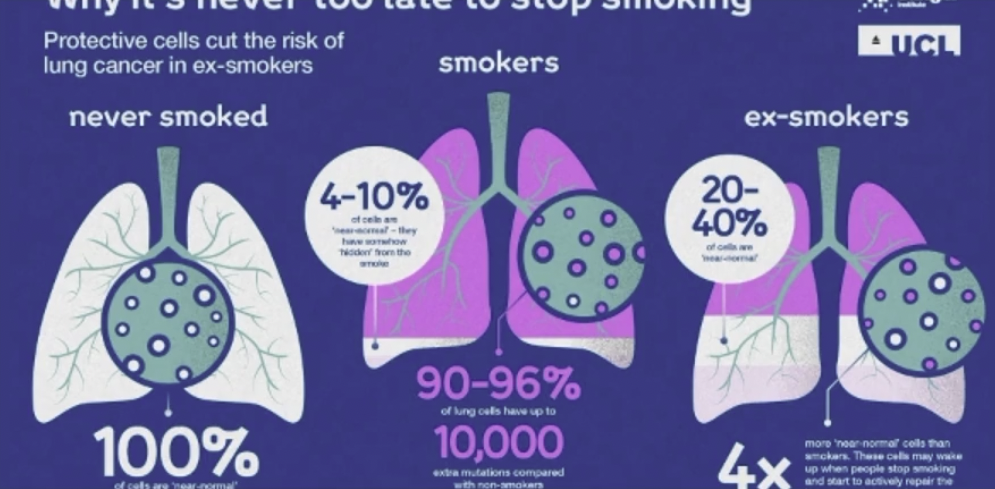 Why it's never too late to stop smoking
institute
UCL
Protective cells cut the risk of
lung cancer in ex-smokers
never smoked
smokers
ex-smokers
4-10%
of cells are
'near-normal' – they
have somehow
'hidden' from the
smoke
20-
40%
of cells are
'near-normal'
100%
of cells are 'near-normal'
90-96%
of lung cells have up to
10,000
extra mutations compared
with non-smokers
4x
more 'near-normal' cells than
smokers. These cells may wake
up when people stop smoking
and start to actively repair the